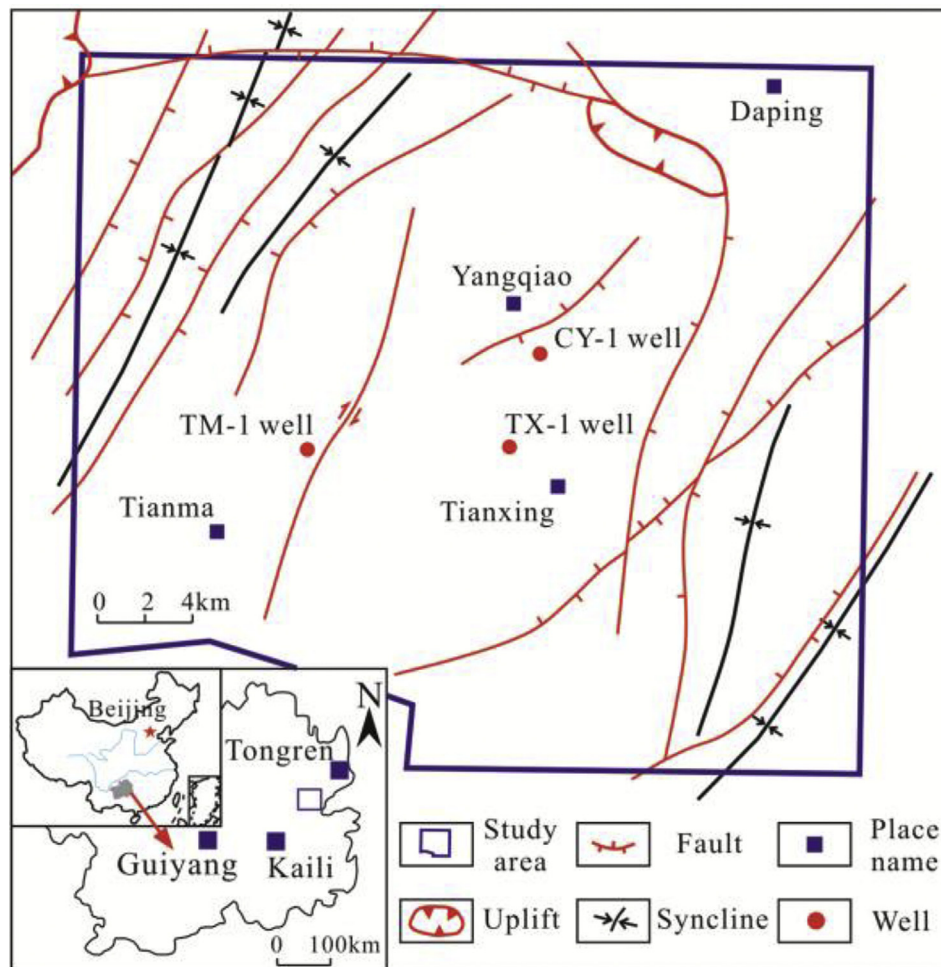 Daping
Yangqiao
CY-1 well
TM-1 well
TX-1 well
Tianma
Tianxing
0 2 4km
N
Beijing
Tongren
Guiyang
Kaili
0 100km
Study
area
Fault
Place
name
Uplift
Syncline
Well